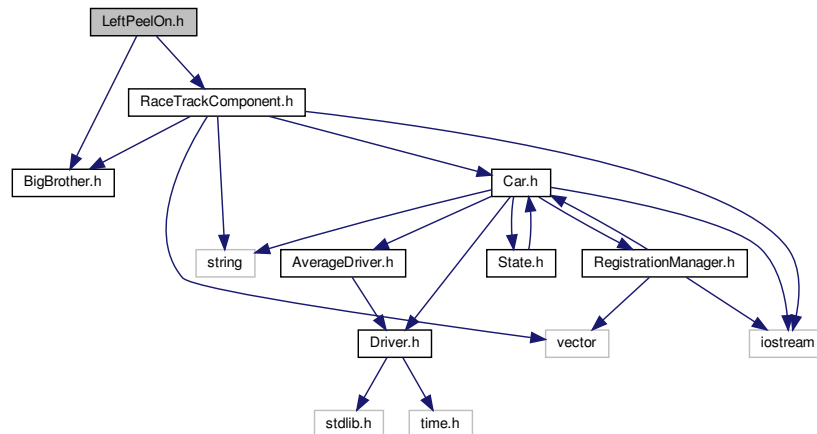 LeftPeelOn.h
RaceTrackComponent.h
BigBrother.h
Car.h
string
AverageDriver.h
State.h
RegistrationManager.h
Driver.h
vector
iostream
stdlib.h
time.h